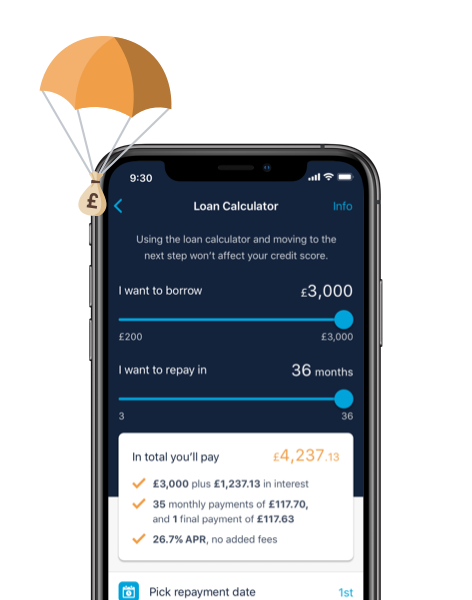 9:30
Loan Calculator
Info
Using the loan calculator and moving to the
next step won't affect your credit score.
I want to borrow
£3,000
£200
£3,000
I want to repay in
36 months
3
36
In total you'll pay
£4,237.13
£3,000 plus £1,237.13 in interest
35 monthly payments of £117.70,
and 1 final payment of £117.63
26.7% APR, no added fees
Pick repayment date
1st
£